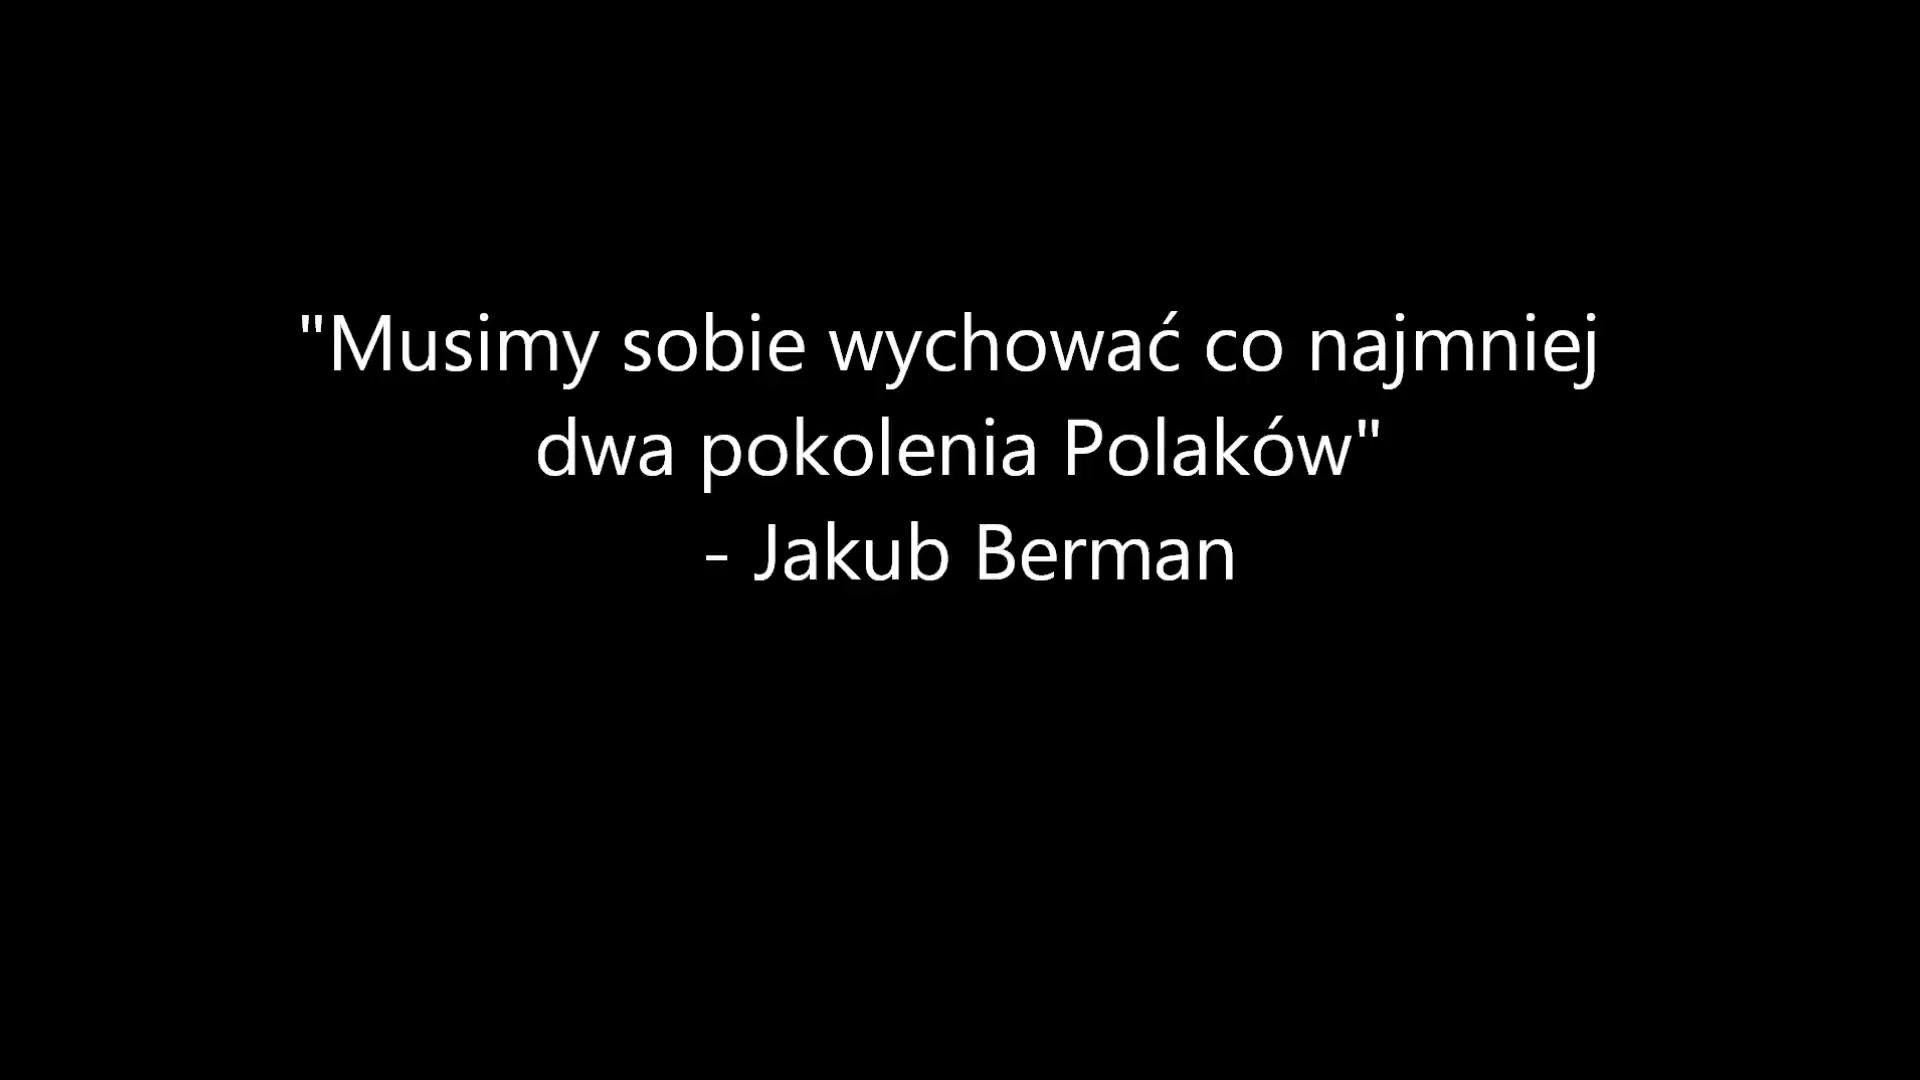 "Musimy sobie wychować co najmniej
dwa pokolenia Polaków"
- Jakub Berman